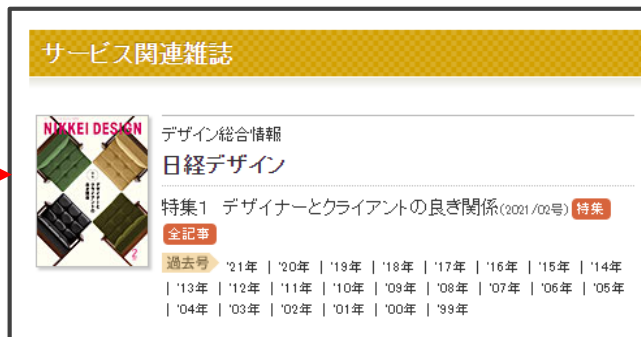 サービス関連雑誌
NIKKEI DESIGN
デザイン総合情報
日経デザイン
特集1 デザイナーとクライアントの良き関係(2021/02号) 特集
全記事
過去号 '21年 | '20年 | '19年 | '18年 | '17年 | '16年 | '15年 | '14年
| '13年 | '12年 | '11年 | '10年 | '09年 | '08年 | '07年 | '06年 | '05年
| '04年 | '03年 | '02年 | '01年 | '00年 | '99年